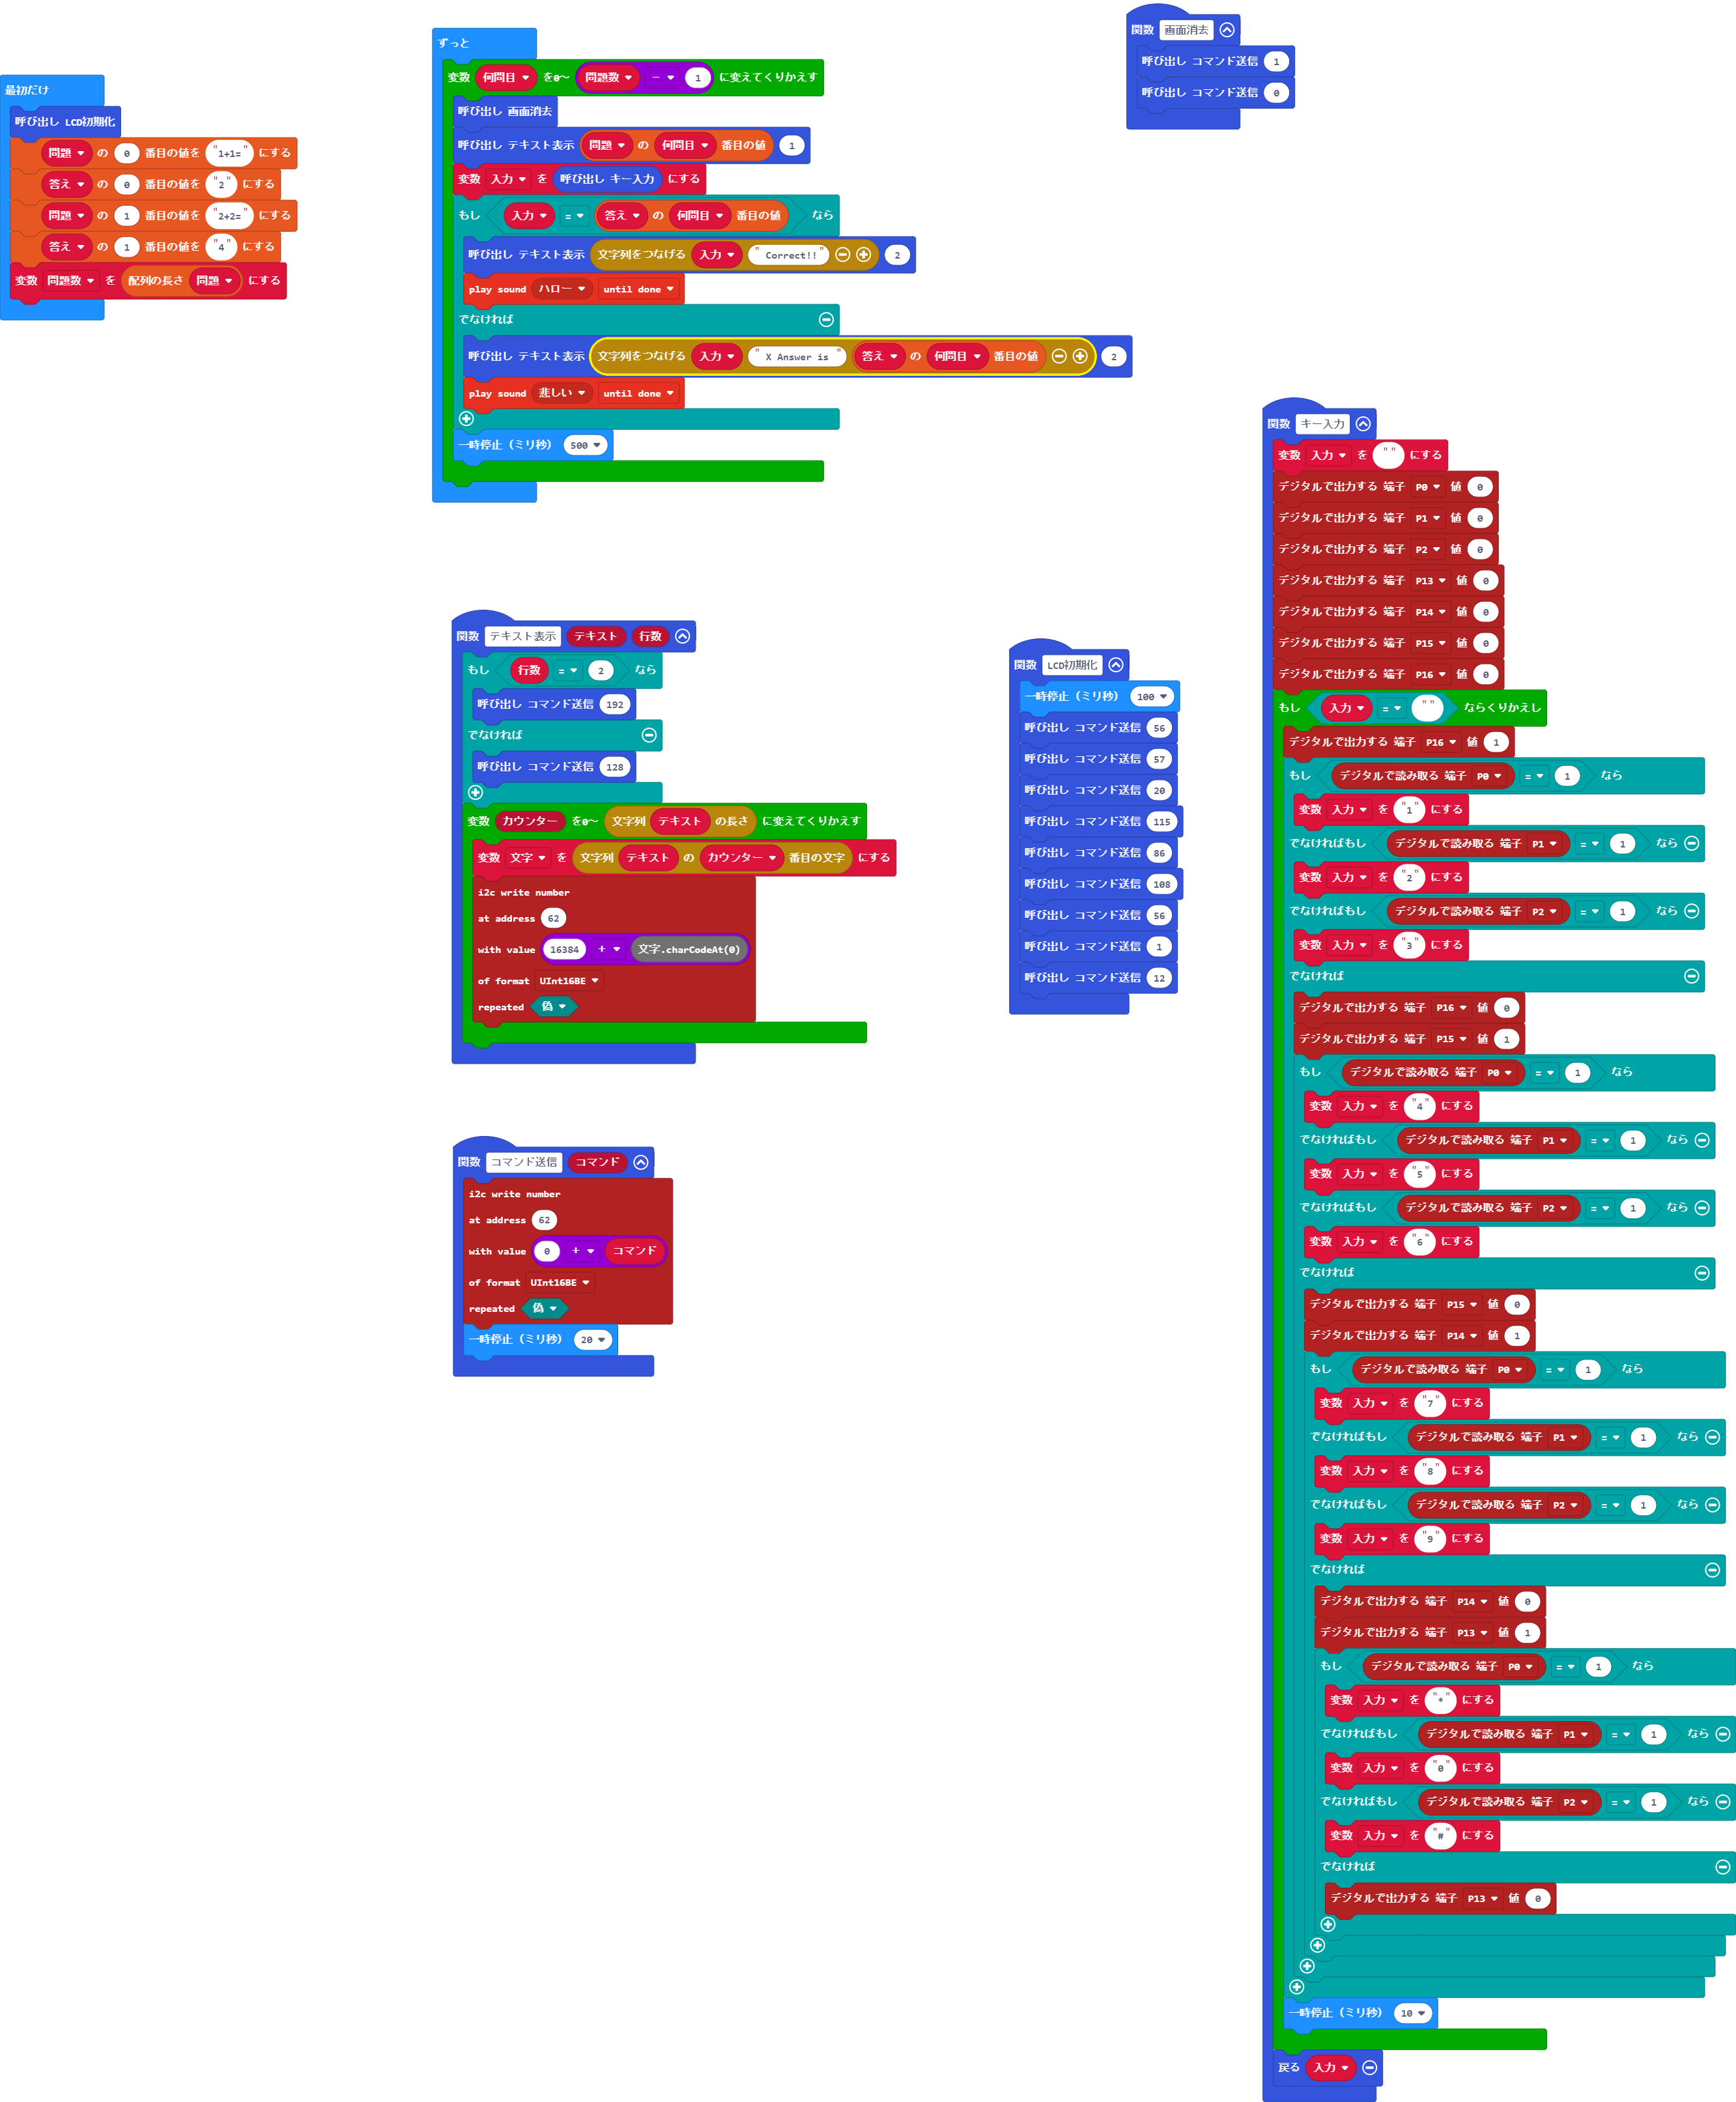 最初だけ
呼び出し LCD初期化
問題 の 0 番目の値を "1+1=" にする
答え の 0 番目の値を "2" にする
問題 の 1 番目の値を "2+2=" にする
答え の 1 番目の値を "4" にする
変数 問題数 を 配列の長さ 問題 にする
ずっと
変数 何問目 を0～ 問題数 - 1 に変えてくりかえす
呼び出し 画面消去
呼び出し テキスト表示 問題 の 何問目 番目の値 1
変数 入力 を 呼び出し キー入力 にする
もし 入力 = 答え の 何問目 番目の値 なら
呼び出し テキスト表示 文字列をつなげる 入力 " Correct!!" 2
play sound ハロー until done
でなければ
呼び出し テキスト表示 文字列をつなげる 入力 " X Answer is " 答え の 何問目 番目の値 2
play sound 悲しい until done
一時停止（ミリ秒） 500
関数 画面消去
呼び出し コマンド送信 1
呼び出し コマンド送信 0
関数 テキスト表示 テキスト 行数
もし 行数 = 2 なら
呼び出し コマンド送信 192
でなければ
呼び出し コマンド送信 128
変数 カウンター を0～ 文字列 テキスト の長さ に変えてくりかえす
変数 文字 を 文字列 テキスト の カウンター 番目の文字 にする
i2c write number
at address 62
with value 16384 + 文字.charCodeAt(0)
of format UInt16BE
repeated 偽
関数 コマンド送信 コマンド
i2c write number
at address 62
with value 0 + コマンド
of format UInt16BE
repeated 偽
一時停止（ミリ秒） 20
関数 LCD初期化
一時停止（ミリ秒） 100
呼び出し コマンド送信 56
呼び出し コマンド送信 57
呼び出し コマンド送信 20
呼び出し コマンド送信 115
呼び出し コマンド送信 86
呼び出し コマンド送信 108
呼び出し コマンド送信 56
呼び出し コマンド送信 1
呼び出し コマンド送信 12
関数 キー入力
変数 入力 を "" にする
デジタルで出力する 端子 P0 値 0
デジタルで出力する 端子 P1 値 0
デジタルで出力する 端子 P2 値 0
デジタルで出力する 端子 P13 値 0
デジタルで出力する 端子 P14 値 0
デジタルで出力する 端子 P15 値 0
デジタルで出力する 端子 P16 値 0
もし 入力 = "" ならくりかえし
デジタルで出力する 端子 P16 値 1
もし デジタルで読み取る 端子 P0 = 1 なら
変数 入力 を "1" にする
でなければもし デジタルで読み取る 端子 P1 = 1 なら
変数 入力 を "2" にする
でなければもし デジタルで読み取る 端子 P2 = 1 なら
変数 入力 を "3" にする
でなければ
デジタルで出力する 端子 P16 値 0
デジタルで出力する 端子 P15 値 1
もし デジタルで読み取る 端子 P0 = 1 なら
変数 入力 を "4" にする
でなければもし デジタルで読み取る 端子 P1 = 1 なら
変数 入力 を "5" にする
でなければもし デジタルで読み取る 端子 P2 = 1 なら
変数 入力 を "6" にする
でなければ
デジタルで出力する 端子 P15 値 0
デジタルで出力する 端子 P14 値 1
もし デジタルで読み取る 端子 P0 = 1 なら
変数 入力 を "7" にする
でなければもし デジタルで読み取る 端子 P1 = 1 なら
変数 入力 を "8" にする
でなければもし デジタルで読み取る 端子 P2 = 1 なら
変数 入力 を "9" にする
でなければ
デジタルで出力する 端子 P14 値 0
デジタルで出力する 端子 P13 値 1
もし デジタルで読み取る 端子 P0 = 1 なら
変数 入力 を "*" にする
でなければもし デジタルで読み取る 端子 P1 = 1 なら
変数 入力 を "0" にする
でなければもし デジタルで読み取る 端子 P2 = 1 なら
変数 入力 を "#" にする
でなければ
デジタルで出力する 端子 P13 値 0
一時停止（ミリ秒） 10
戻る 入力